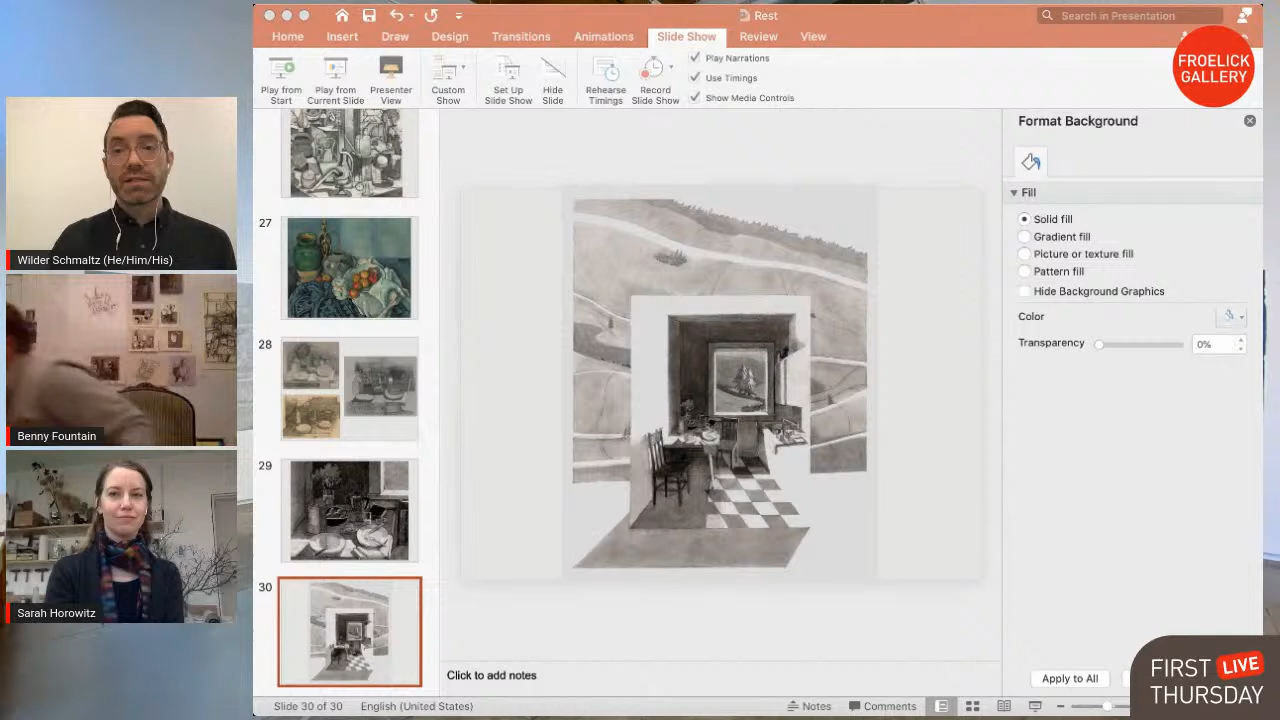 Rest
Search in Presentation
Home
Insert
Draw
Design
Transitions
Animations
Slide Show
Review
View
Play from
Start
Play from
Current Slide
Presenter
View
Custom
Show
Set Up
Slide Show
Hide
Slide
Rehearse
Timings
Record
Slide Show
Play Narrations
Use Timings
Show Media Controls
FROELICK
GALLERY
Wilder Schmaltz (He/Him/His)
Benny Fountain
Sarah Horowitz
27
28
29
30
Format Background
Fill
Solid fill
Gradient fill
Picture or texture fill
Pattern fill
Hide Background Graphics
Color
Transparency
0%
Click to add notes
Apply to All
Slide 30 of 30
English (United States)
Notes
Comments
FIRST LIVE
THURSDAY